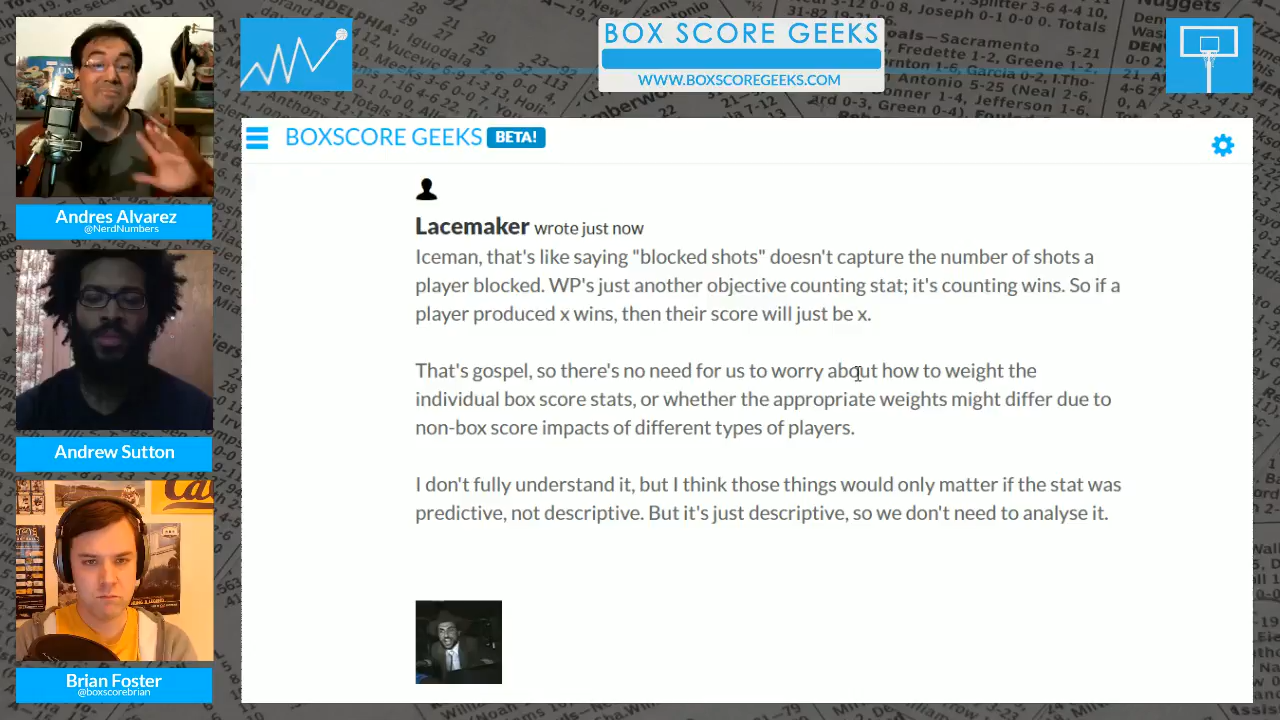 BOX SCORE GEEKS
WWW.BOXSCOREGEEKS.COM
Andres Alvarez
@NerdNumbers
Andrew Sutton
Brian Foster
@boxscorebrian
BOXSCORE GEEKS BETA!
Lacemaker wrote just now
Iceman, that's like saying "blocked shots" doesn't capture the number of shots a
player blocked. WP's just another objective counting stat; it's counting wins. So if a
player produced x wins, then their score will just be x.
That's gospel, so there's no need for us to worry about how to weight the
individual box score stats, or whether the appropriate weights might differ due to
non-box score impacts of different types of players.
I don't fully understand it, but I think those things would only matter if the stat was
predictive, not descriptive. But it's just descriptive, so we don't need to analyse it.